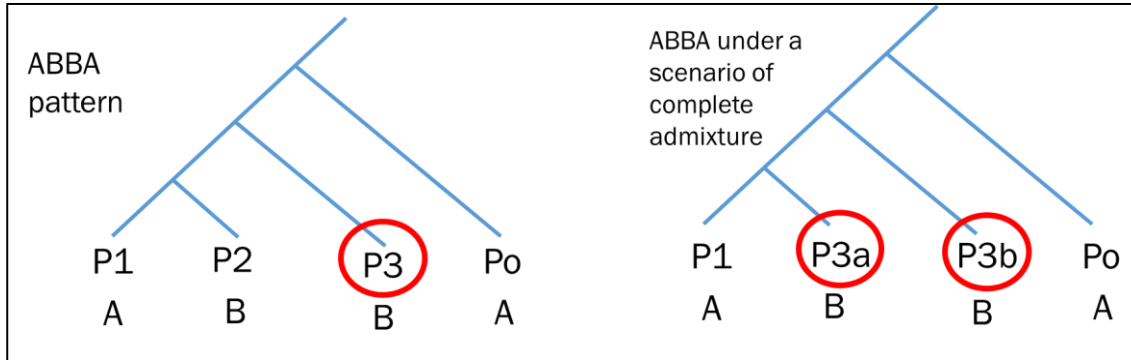 ABBA
pattern
P1 P2 P3 Po
A B B A
ABBA under a
scenario of
complete
admixture
P1 P3a P3b Po
A B B A